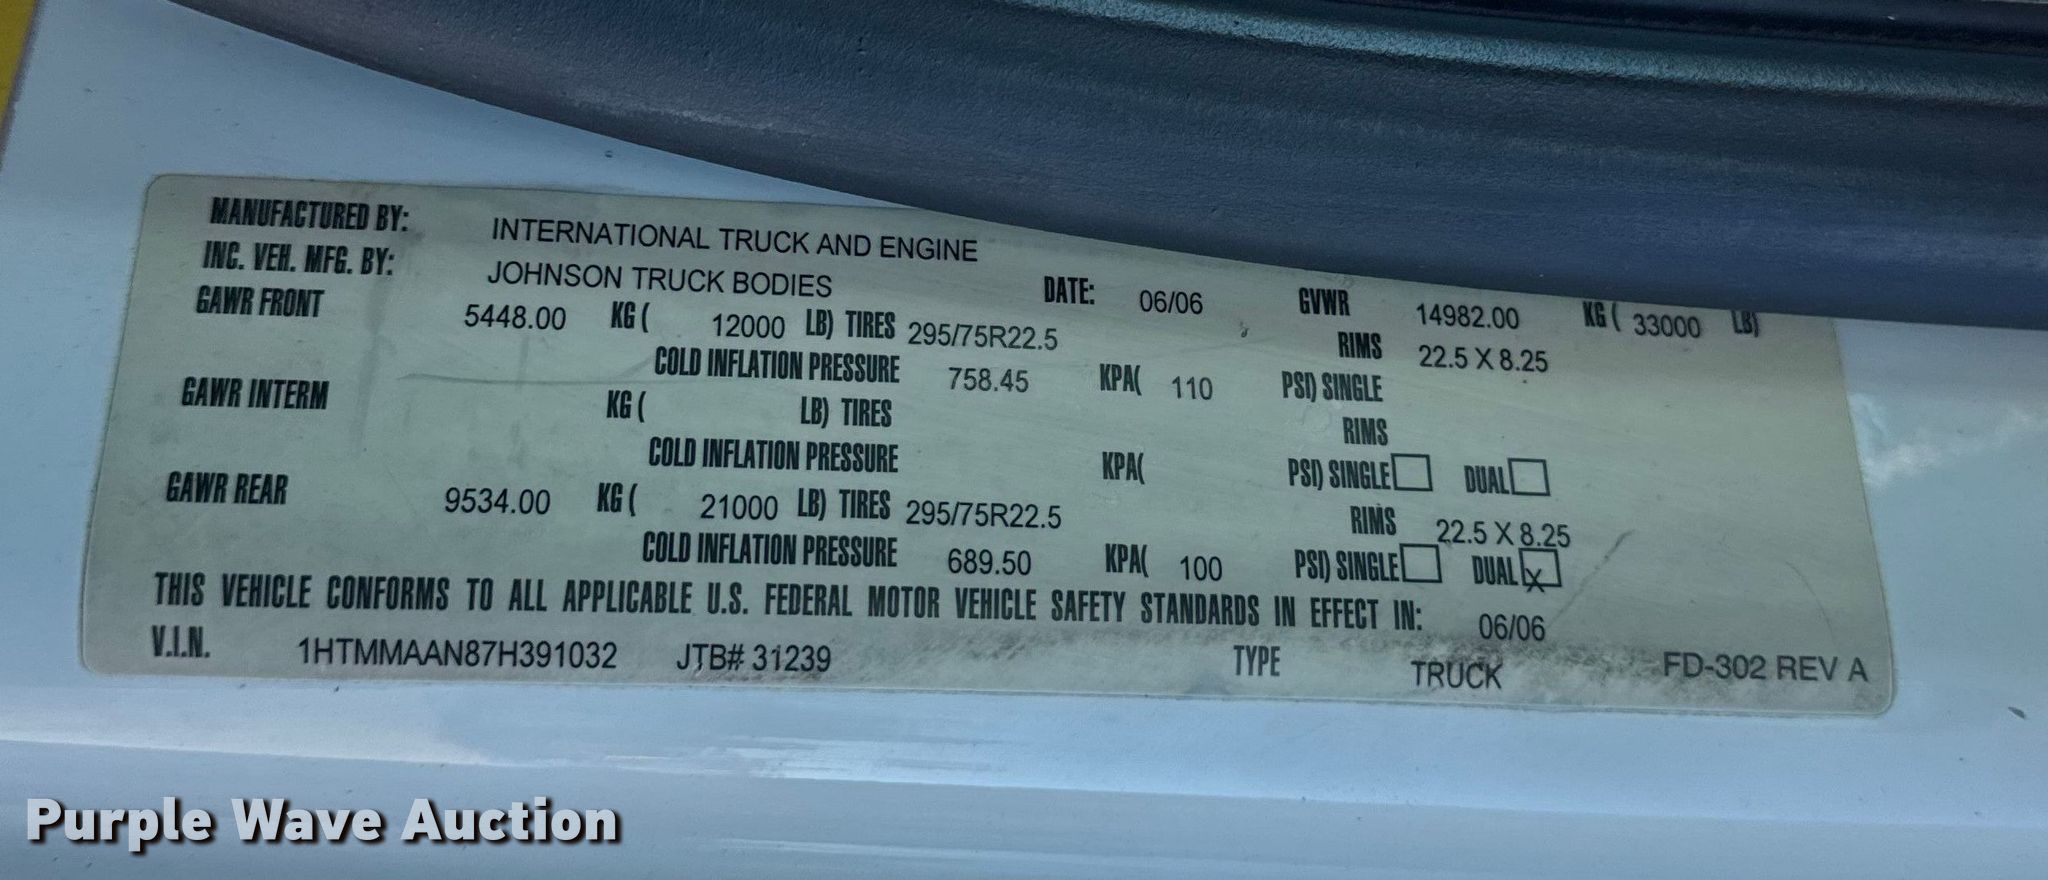 MANUFACTURED BY: INTERNATIONAL TRUCK AND ENGINE
INC. VEH. MFG. BY: JOHNSON TRUCK BODIES DATE: 06/06 GVWR 14982.00 KG ( 33000 LB)
GAWR FRONT 5448.00 KG ( 12000 LB) TIRES 295/75R22.5 RIMS 22.5 X 8.25
COLD INFLATION PRESSURE 758.45 KPA( 110 PSI) SINGLE
GAWR INTERM KG ( LB) TIRES RIMS
COLD INFLATION PRESSURE KPA( PSI) SINGLE DUAL
GAWR REAR 9534.00 KG ( 21000 LB) TIRES 295/75R22.5 RIMS 22.5 X 8.25
COLD INFLATION PRESSURE 689.50 KPA( 100 PSI) SINGLE DUAL X
THIS VEHICLE CONFORMS TO ALL APPLICABLE U.S. FEDERAL MOTOR VEHICLE SAFETY STANDARDS IN EFFECT IN: 06/06
V.I.N. 1HTMMAAN87H391032 JTB# 31239 TYPE TRUCK FD-302 REV A
Purple Wave Auction